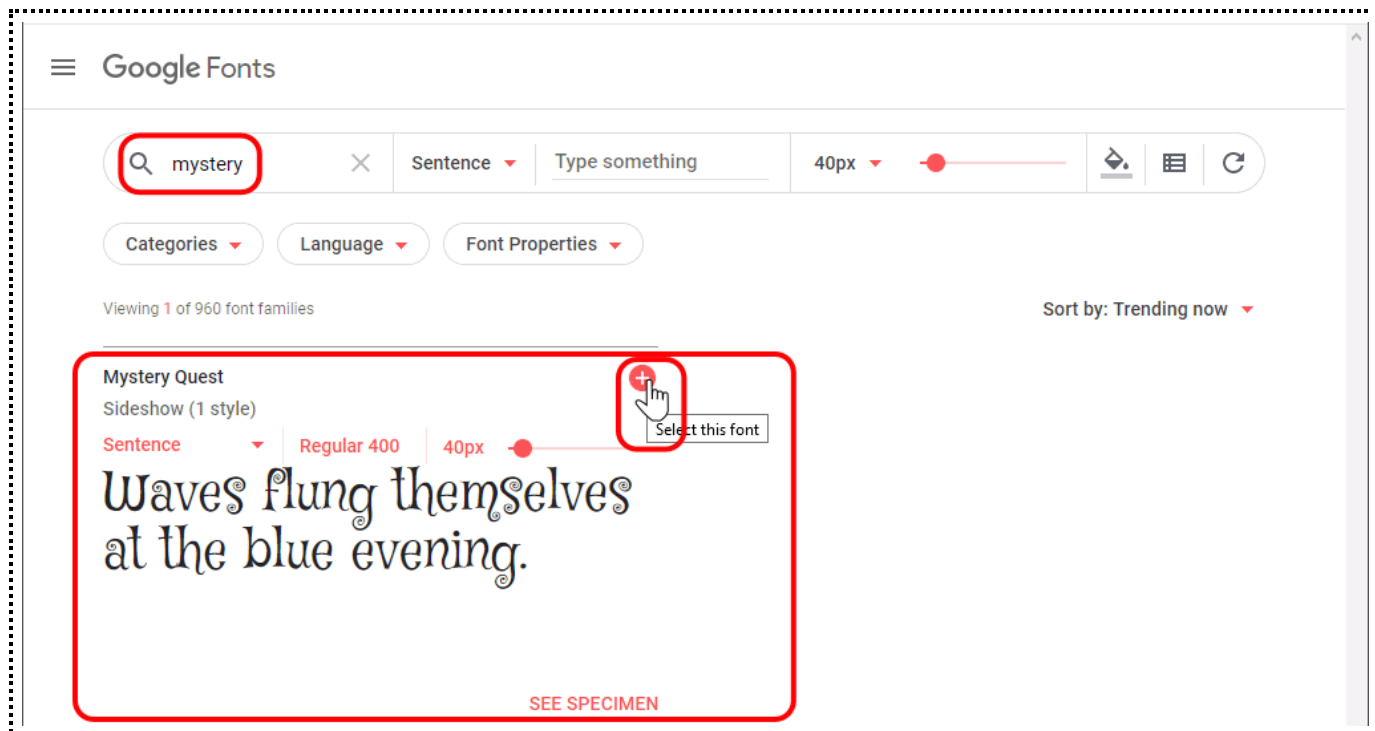 Google Fonts
mystery Sentence Type something 40px
Categories Language Font Properties
Viewing 1 of 960 font families Sort by: Trending now
Mystery Quest
Sideshow (1 style)
Select this font
Sentence Regular 400 40px
Waves flung themselves
at the blue evening.
SEE SPECIMEN